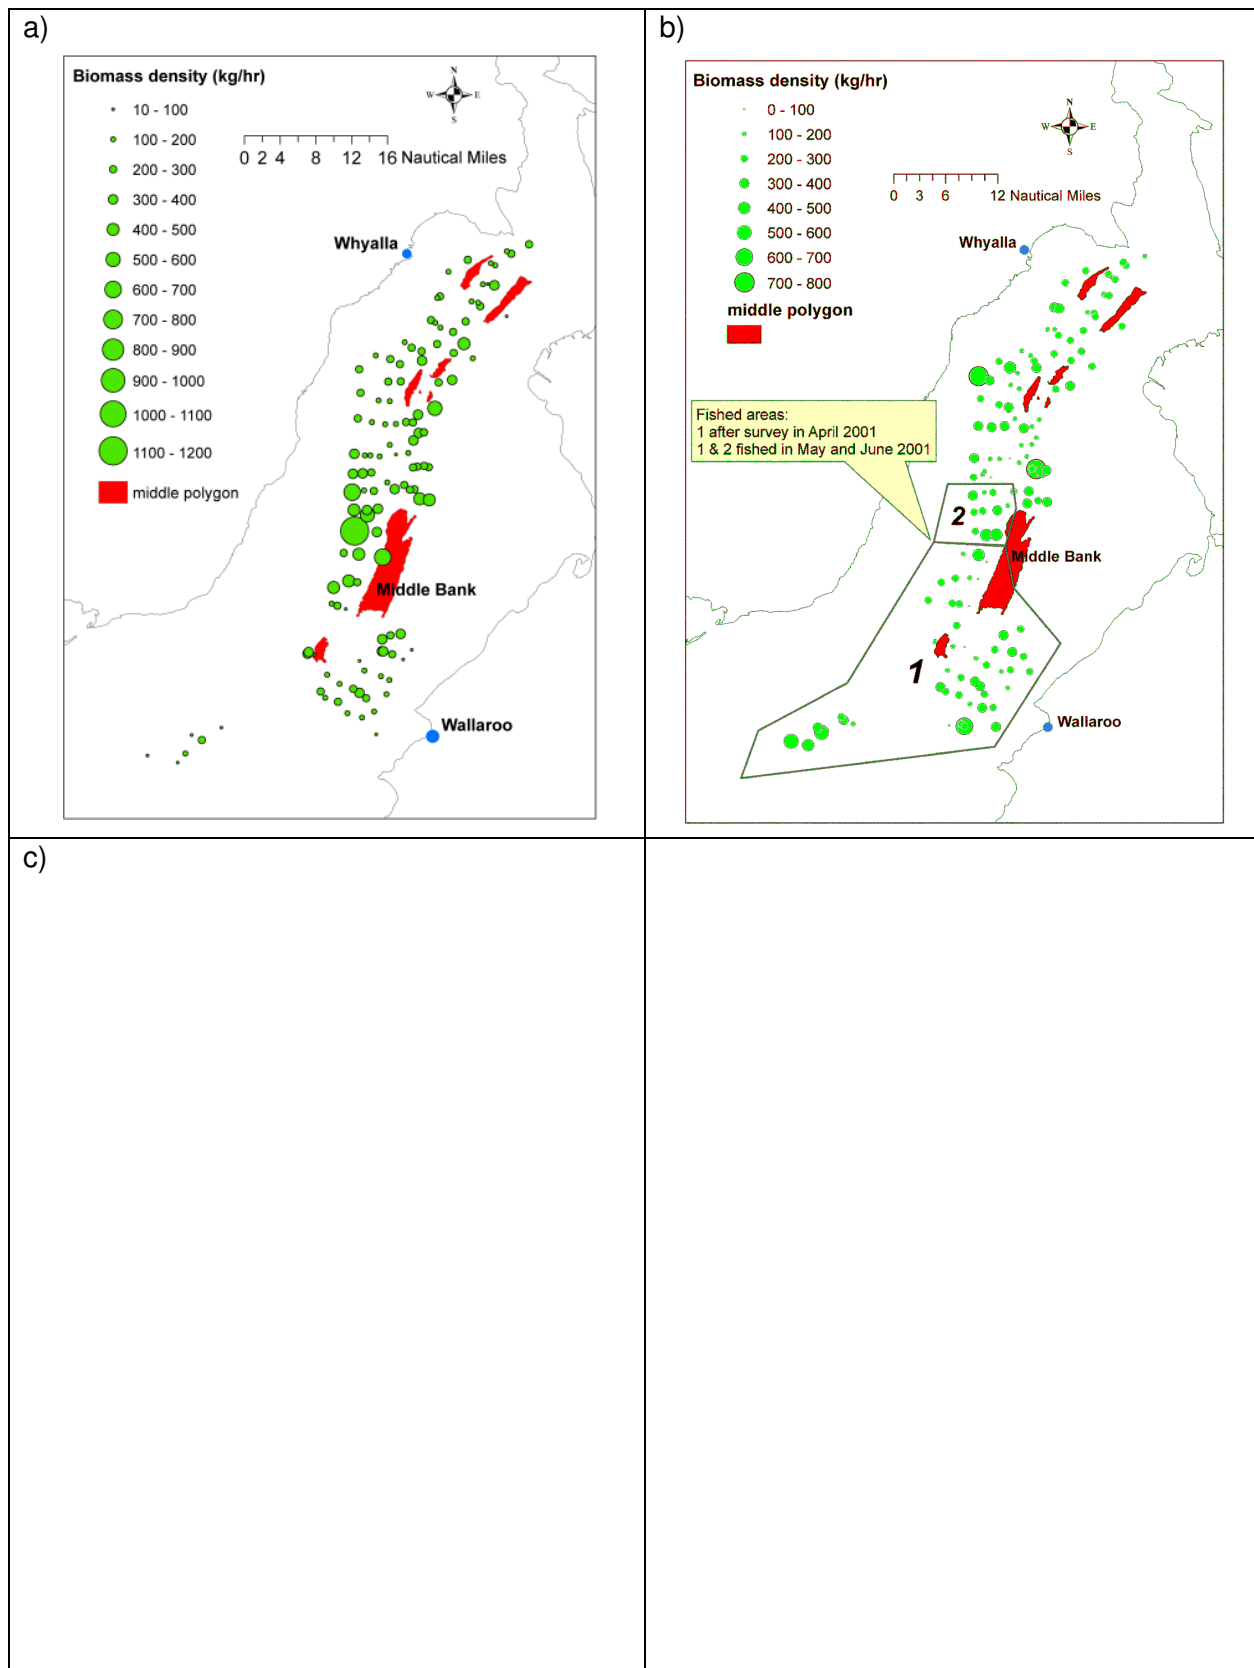 a)
Biomass density (kg/hr)
N
W E
S
10 - 100
100 - 200
200 - 300
300 - 400
400 - 500
500 - 600
600 - 700
700 - 800
800 - 900
900 - 1000
1000 - 1100
1100 - 1200
middle polygon
0 2 4 8 12 16 Nautical Miles
Whyalla
Middle Bank
Wallaroo
b)
Biomass density (kg/hr)
N
W E
S
0 - 100
100 - 200
200 - 300
300 - 400
400 - 500
500 - 600
600 - 700
700 - 800
middle polygon
0 3 6 12 Nautical Miles
Whyalla
Fished areas:
1 after survey in April 2001
1 & 2 fished in May and June 2001
2
Middle Bank
1
Wallaroo
c)